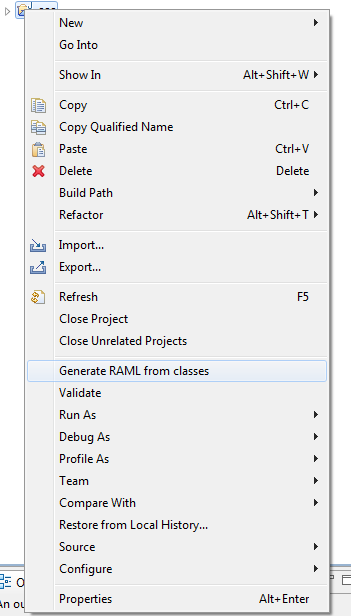 New
Go Into
Show In Alt+Shift+W
Copy Ctrl+C
Copy Qualified Name
Paste Ctrl+V
Delete Delete
Build Path
Refactor Alt+Shift+T
Import...
Export...
Refresh F5
Close Project
Close Unrelated Projects
Generate RAML from classes
Validate
Run As
Debug As
Profile As
Team
Compare With
Restore from Local History...
Source
Configure
Properties Alt+Enter